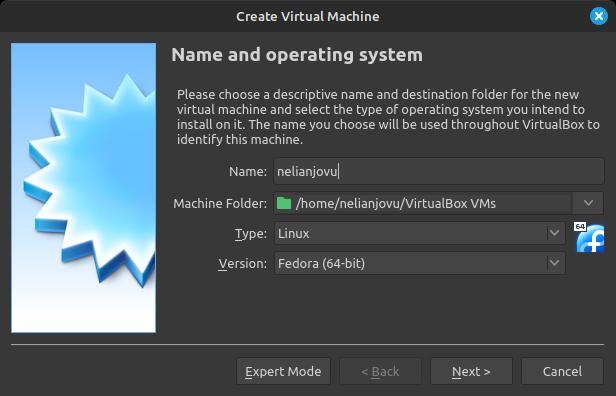 Create Virtual Machine
Name and operating system
Please choose a descriptive name and destination folder for the new
virtual machine and select the type of operating system you intend to
install on it. The name you choose will be used throughout VirtualBox to
identify this machine.
Name: nelianjovu
Machine Folder: /home/nelianjovu/VirtualBox VMs
Type: Linux
64
Version: Fedora (64-bit)
Expert Mode < Back Next > Cancel